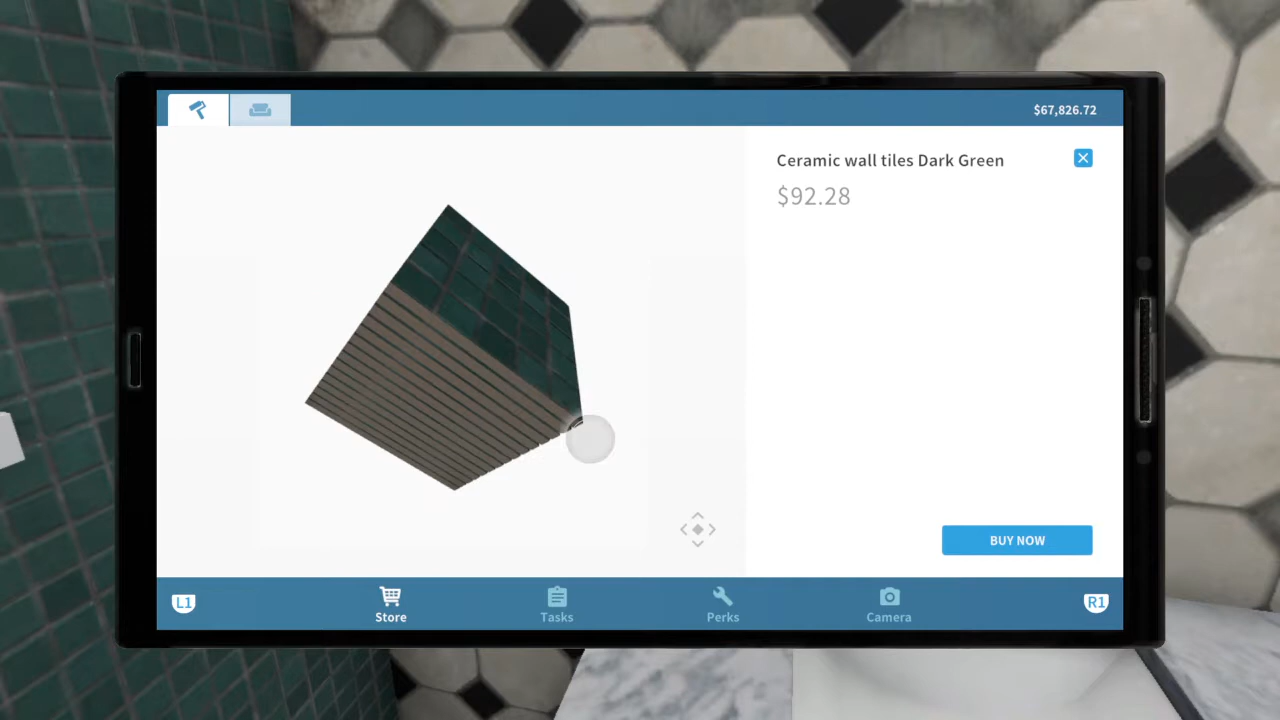 $67,826.72
Ceramic wall tiles Dark Green
$92.28
BUY NOW
L1
Store
Tasks
Perks
Camera
R1